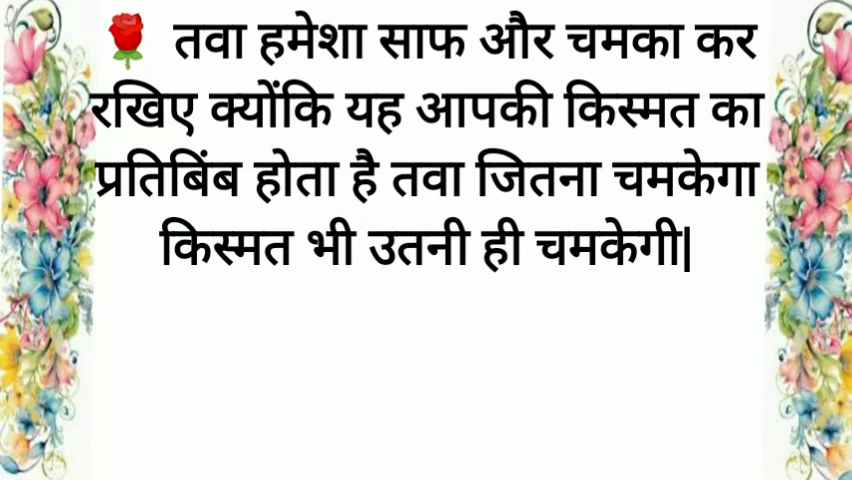 🌹 तवा हमेशा साफ और चमका कर
रखिए क्योंकि यह आपकी किस्मत का
प्रतिबिंब होता है तवा जितना चमकेगा
किस्मत भी उतनी ही चमकेगी|